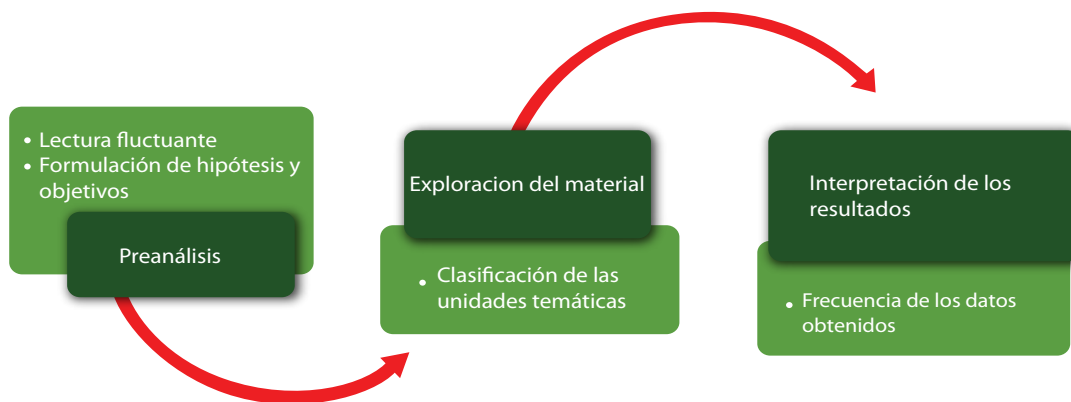 • Lectura fluctuante
• Formulación de hipótesis y
objetivos
Preanálisis
Exploracion del material
• Clasificación de las
unidades temáticas
Interpretación de los
resultados
• Frecuencia de los datos
obtenidos